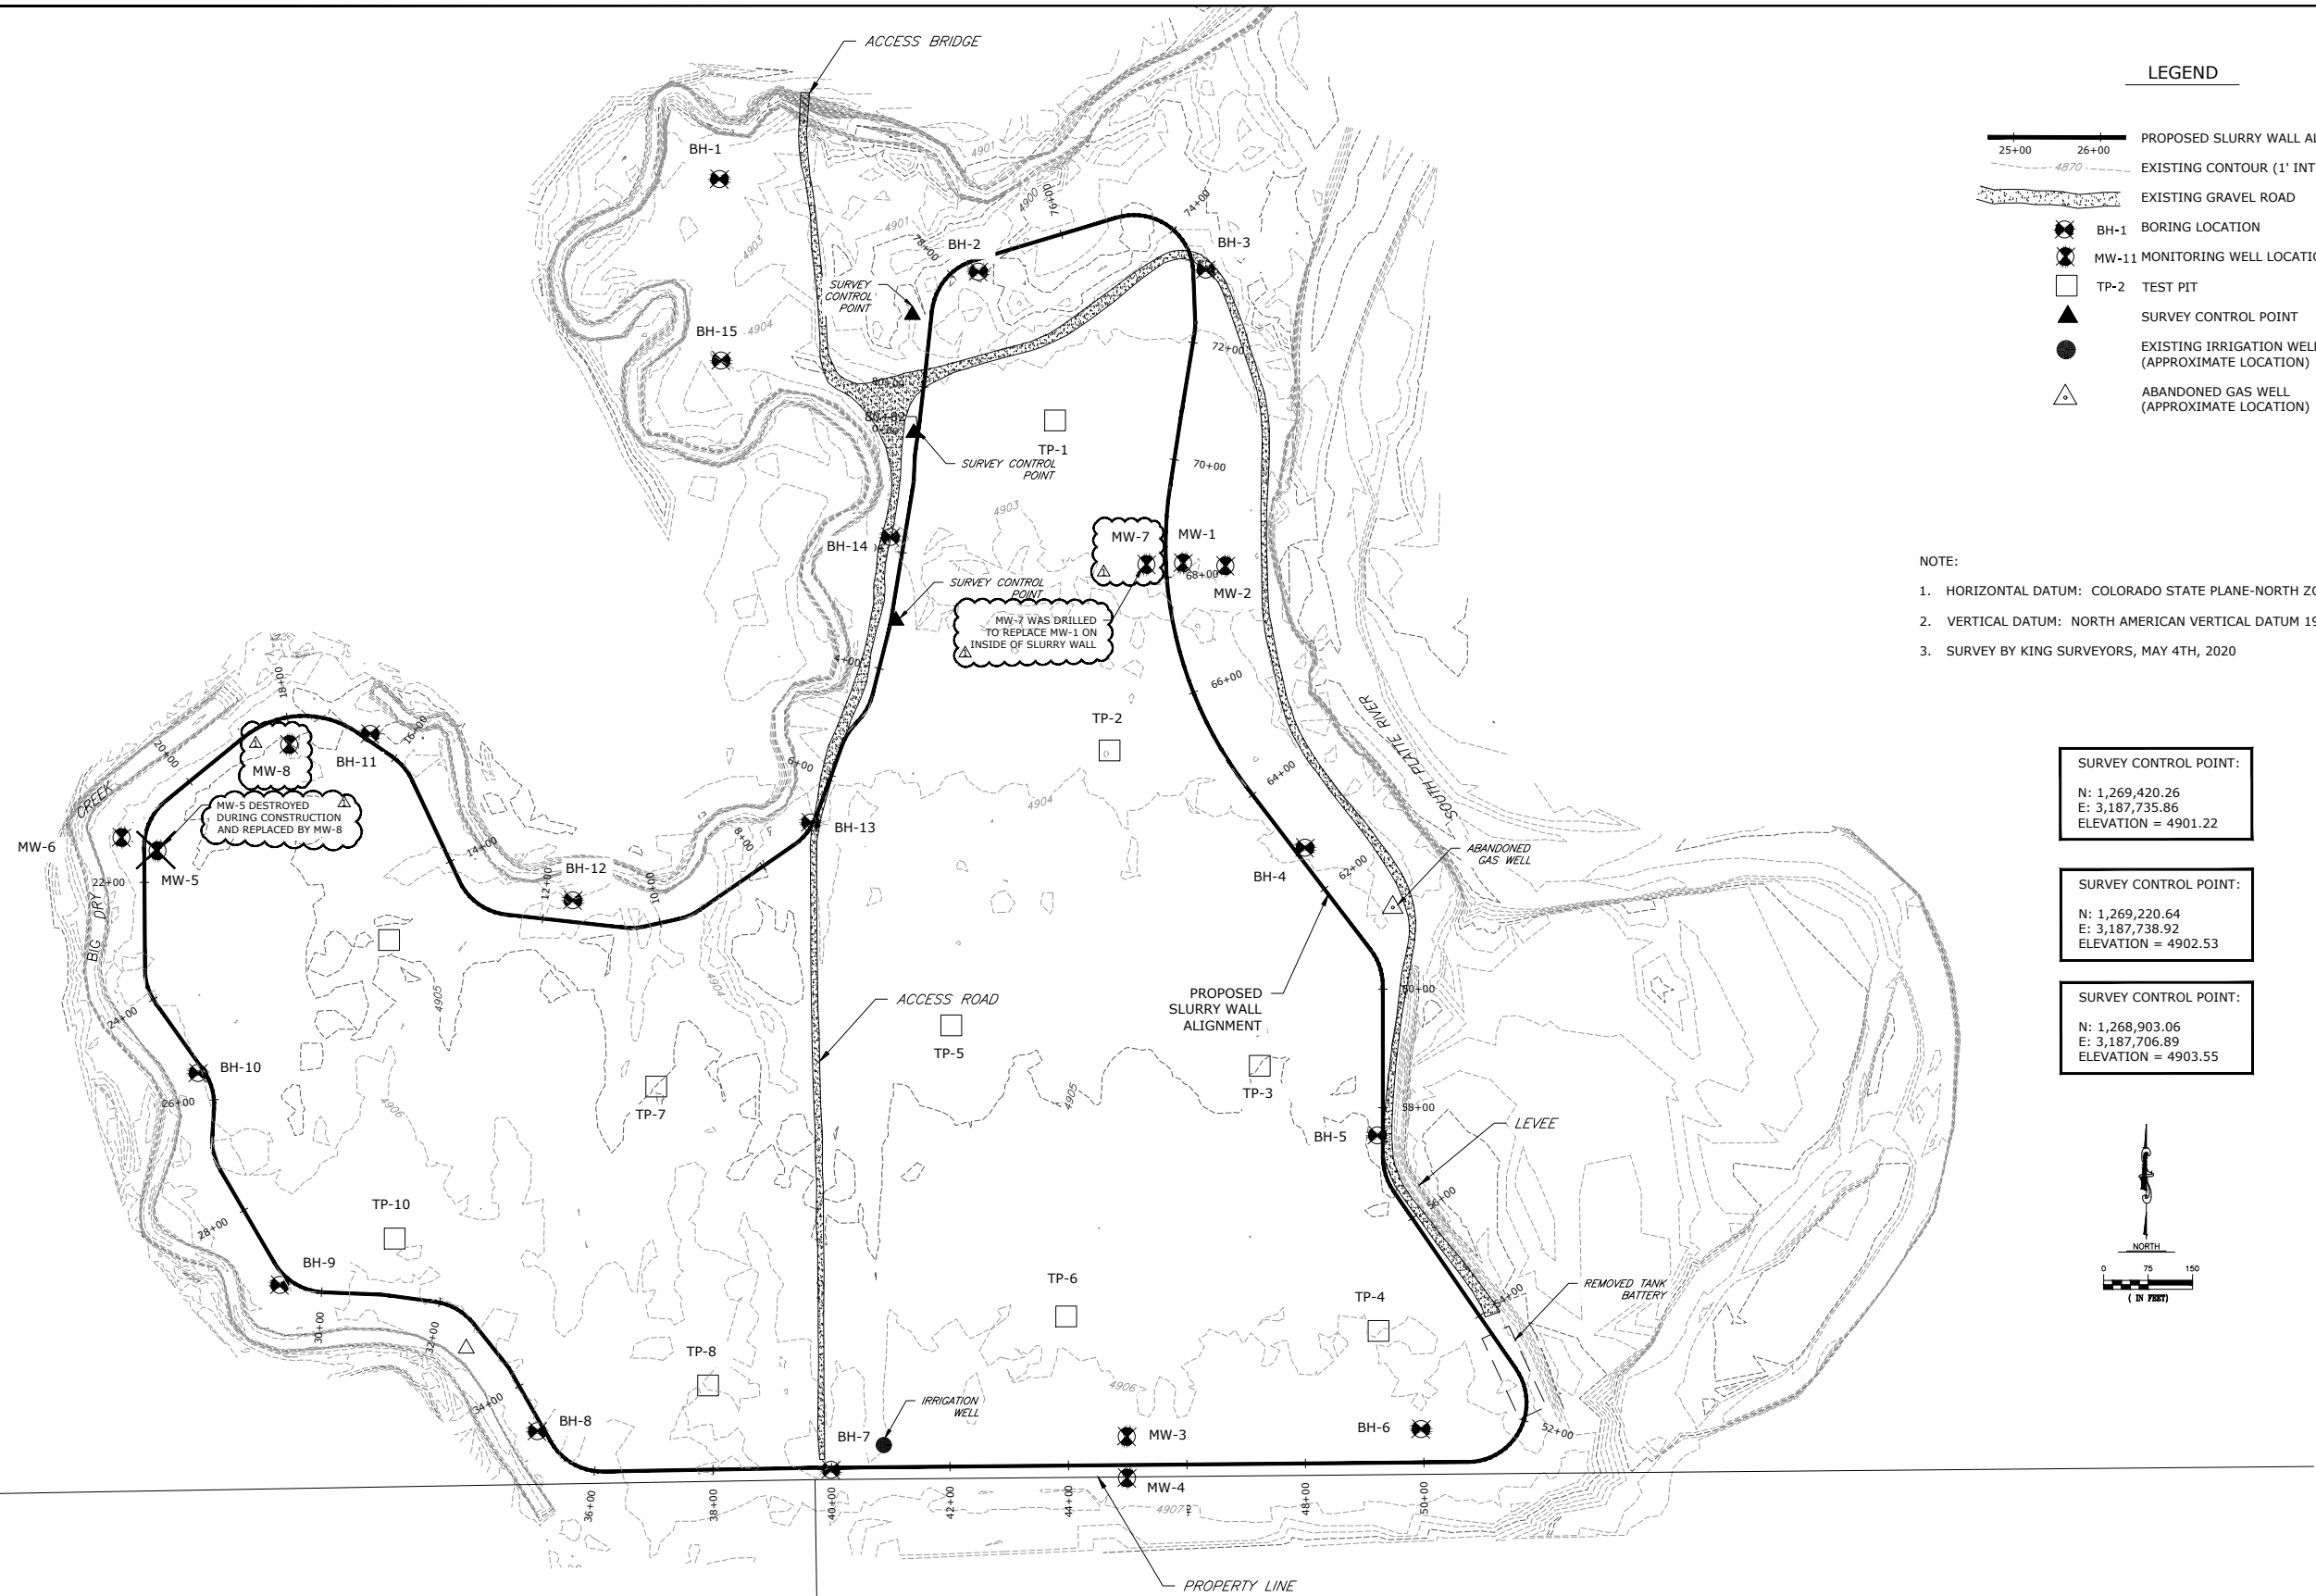 ACCESS BRIDGE
LEGEND
25+00
26+00
PROPOSED SLURRY WALL AL
4870
EXISTING CONTOUR (1' INT
EXISTING GRAVEL ROAD
BH-1
BORING LOCATION
MW-11
MONITORING WELL LOCATIO
TP-2
TEST PIT
SURVEY CONTROL POINT
EXISTING IRRIGATION WELL
(APPROXIMATE LOCATION)
ABANDONED GAS WELL
(APPROXIMATE LOCATION)
BH-1
4901
4900
76+00
74+00
4903
4901
78+00
BH-2
BH-3
SURVEY
CONTROL
POINT
BH-15
4904
72+00
80+00
80+82
0+00
TP-1
SURVEY CONTROL
POINT
70+00
4903
BH-14
MW-7
MW-1
68+00
MW-2
SURVEY CONTROL
POINT
MW-7 WAS DRILLED
TO REPLACE MW-1 ON
INSIDE OF SLURRY WALL
4+00
66+00
NOTE:
1. HORIZONTAL DATUM: COLORADO STATE PLANE-NORTH ZO
2. VERTICAL DATUM: NORTH AMERICAN VERTICAL DATUM 19
3. SURVEY BY KING SURVEYORS, MAY 4TH, 2020
18+00
16+00
20+00
MW-8
BH-11
TP-2
6+00
64+00
SOUTH PLATTE RIVER
MW-5 DESTROYED
DURING CONSTRUCTION
AND REPLACED BY MW-8
4904
CREEK
MW-6
BH-13
8+00
14+00
MW-5
22+00
BH-12
12+00
10+00
BH-4
62+00
ABANDONED
GAS WELL
SURVEY CONTROL POINT:
N: 1,269,420.26
E: 3,187,735.86
ELEVATION = 4901.22
SURVEY CONTROL POINT:
N: 1,269,220.64
E: 3,187,738.92
ELEVATION = 4902.53
SURVEY CONTROL POINT:
N: 1,268,903.06
E: 3,187,706.89
ELEVATION = 4903.55
DRY
BIG
4905
4904
ACCESS ROAD
PROPOSED
SLURRY WALL
ALIGNMENT
60+00
24+00
TP-5
BH-10
26+00
4906
TP-7
4905
TP-3
58+00
BH-5
LEVEE
TP-10
56+00
28+00
BH-9
TP-6
TP-4
REMOVED TANK
BATTERY
54+00
30+00
32+00
TP-8
34+00
BH-8
4906
IRRIGATION
WELL
BH-7
MW-3
BH-6
52+00
MW-4
36+00
38+00
40+00
42+00
44+00
4907
48+00
50+00
PROPERTY LINE
NORTH
0
75
150
( IN FEET)